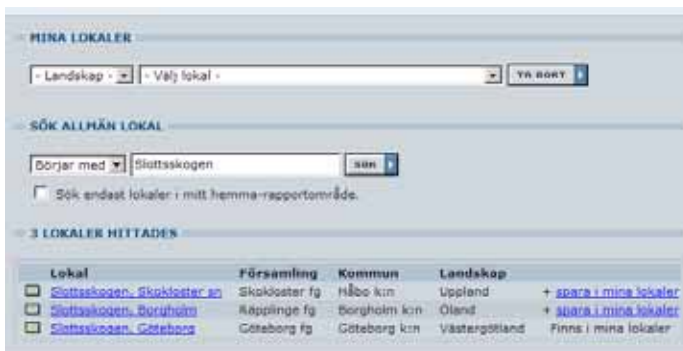 MINA LOKALER
- Landskap - - Välj lokal - TA BORT
SÖK ALLMÄN LOKAL
Börjar med Slottsskogen SÖK
Sök endast lokaler i mitt hemma-rapportområde.
3 LOKALER HITTADES
Lokal Församling Kommun Landskap
Slottsskogen, Skokloster sn Skokloster fg Håbo k:n Uppland + spara i mina lokaler
Slottsskogen, Borgholm Räpplinge fg Borgholm k:n Öland + spara i mina lokaler
Slottsskogen, Göteborg Göteborg fg Göteborg k:n Västergötland Finns i mina lokaler